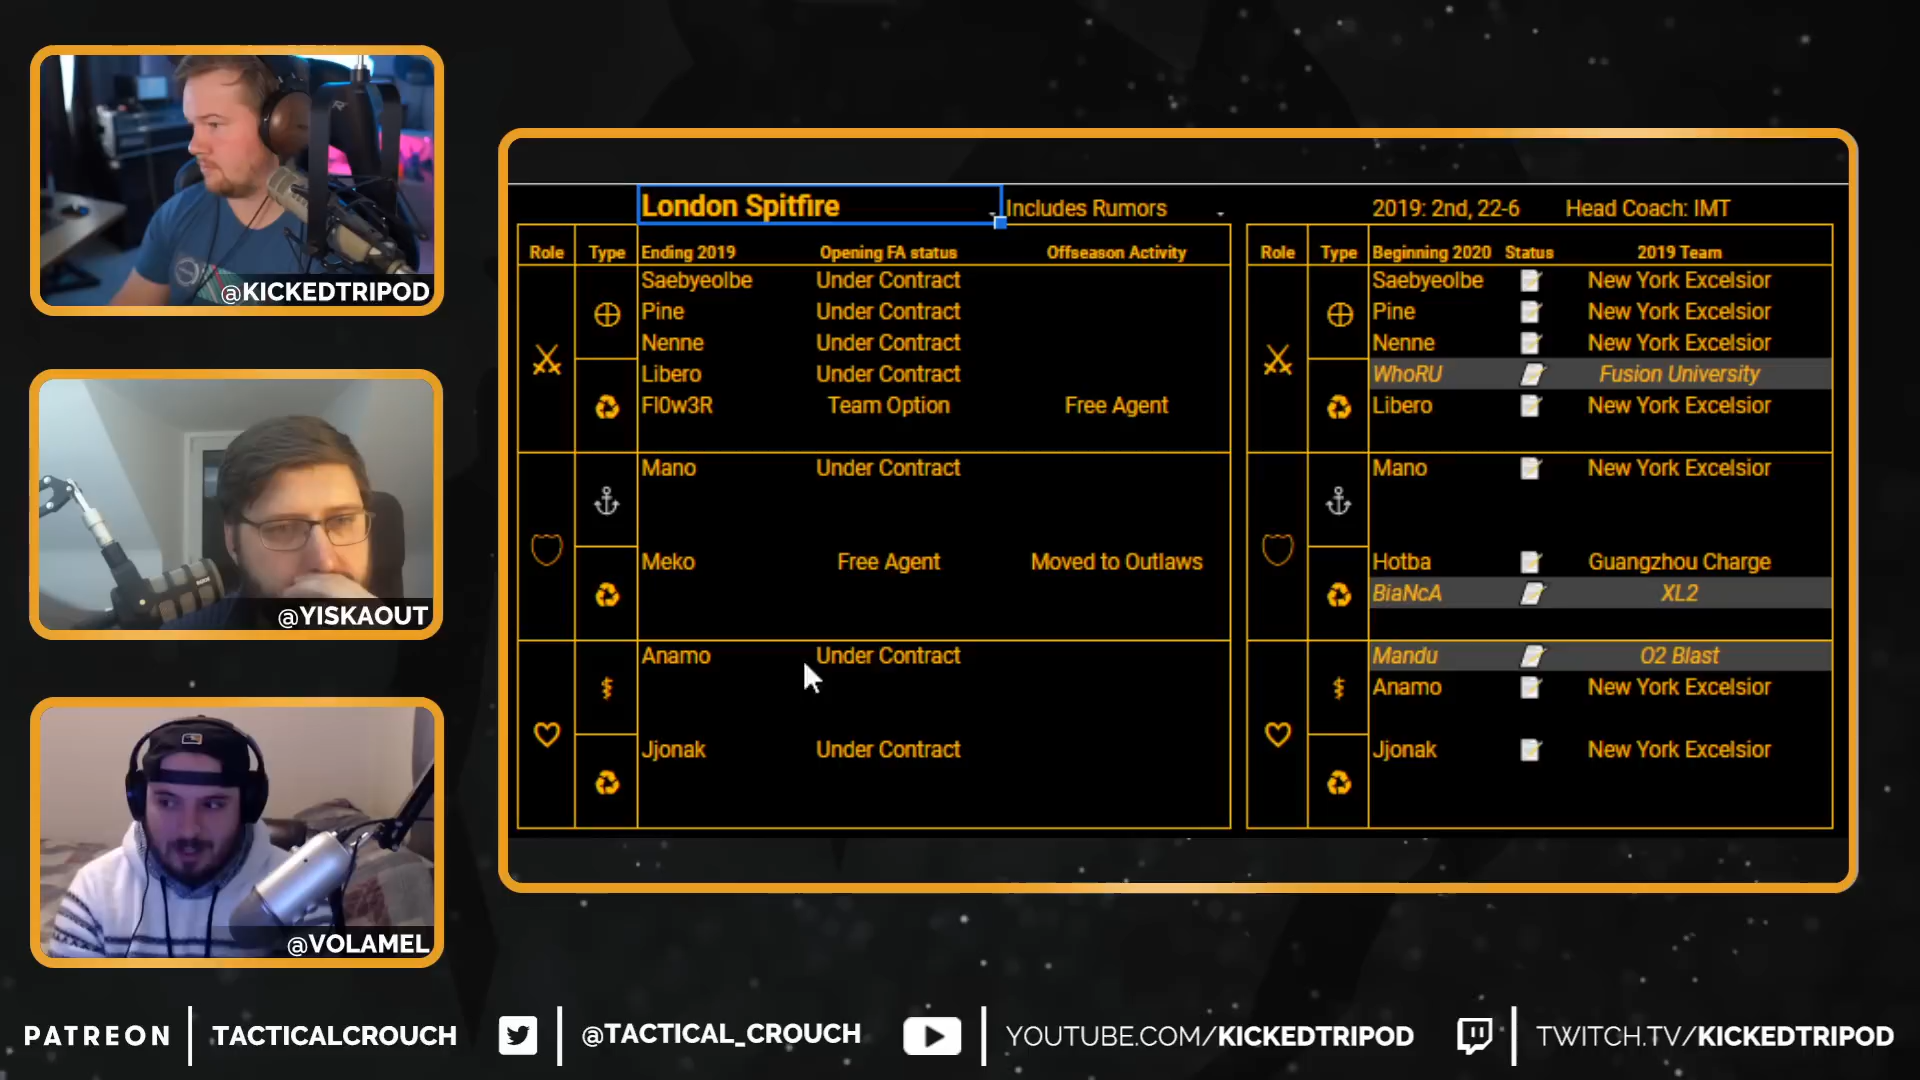 @KICKEDTRIPOD
@YISKAOUT
@VOLAMEL
London Spitfire Includes Rumors 2019: 2nd, 22-6 Head Coach: IMT
Role Type Ending 2019 Opening FA status Offseason Activity Role Type Beginning 2020 Status 2019 Team
Saebyeolbe Under Contract Saebyeolbe New York Excelsior
Pine Under Contract Pine New York Excelsior
Nenne Under Contract Nenne New York Excelsior
Libero Under Contract WhoRU Fusion University
Fl0w3R Team Option Free Agent Libero New York Excelsior
Mano Under Contract Mano New York Excelsior
Meko Free Agent Moved to Outlaws Hotba Guangzhou Charge
BiaNcA XL2
Anamo Under Contract Mandu O2 Blast
Anamo New York Excelsior
Jjonak Under Contract Jjonak New York Excelsior
PATREON TACTICALCROUCH @TACTICAL_CROUCH YOUTUBE.COM/KICKEDTRIPOD TWITCH.TV/KICKEDTRIPOD